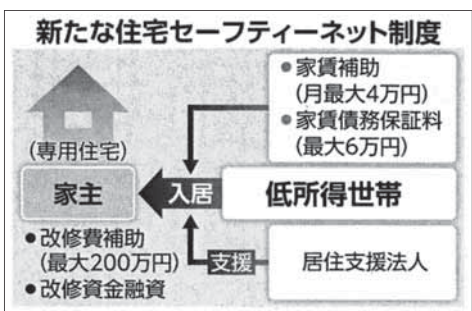 新たな住宅セーフティーネット制度
●家賃補助
(月最大4万円)
●家賃債務保証料
(最大6万円)
(専用住宅)
家主
入居
低所得世帯
●改修費補助
(最大200万円)
●改修資金融資
支援
居住支援法人